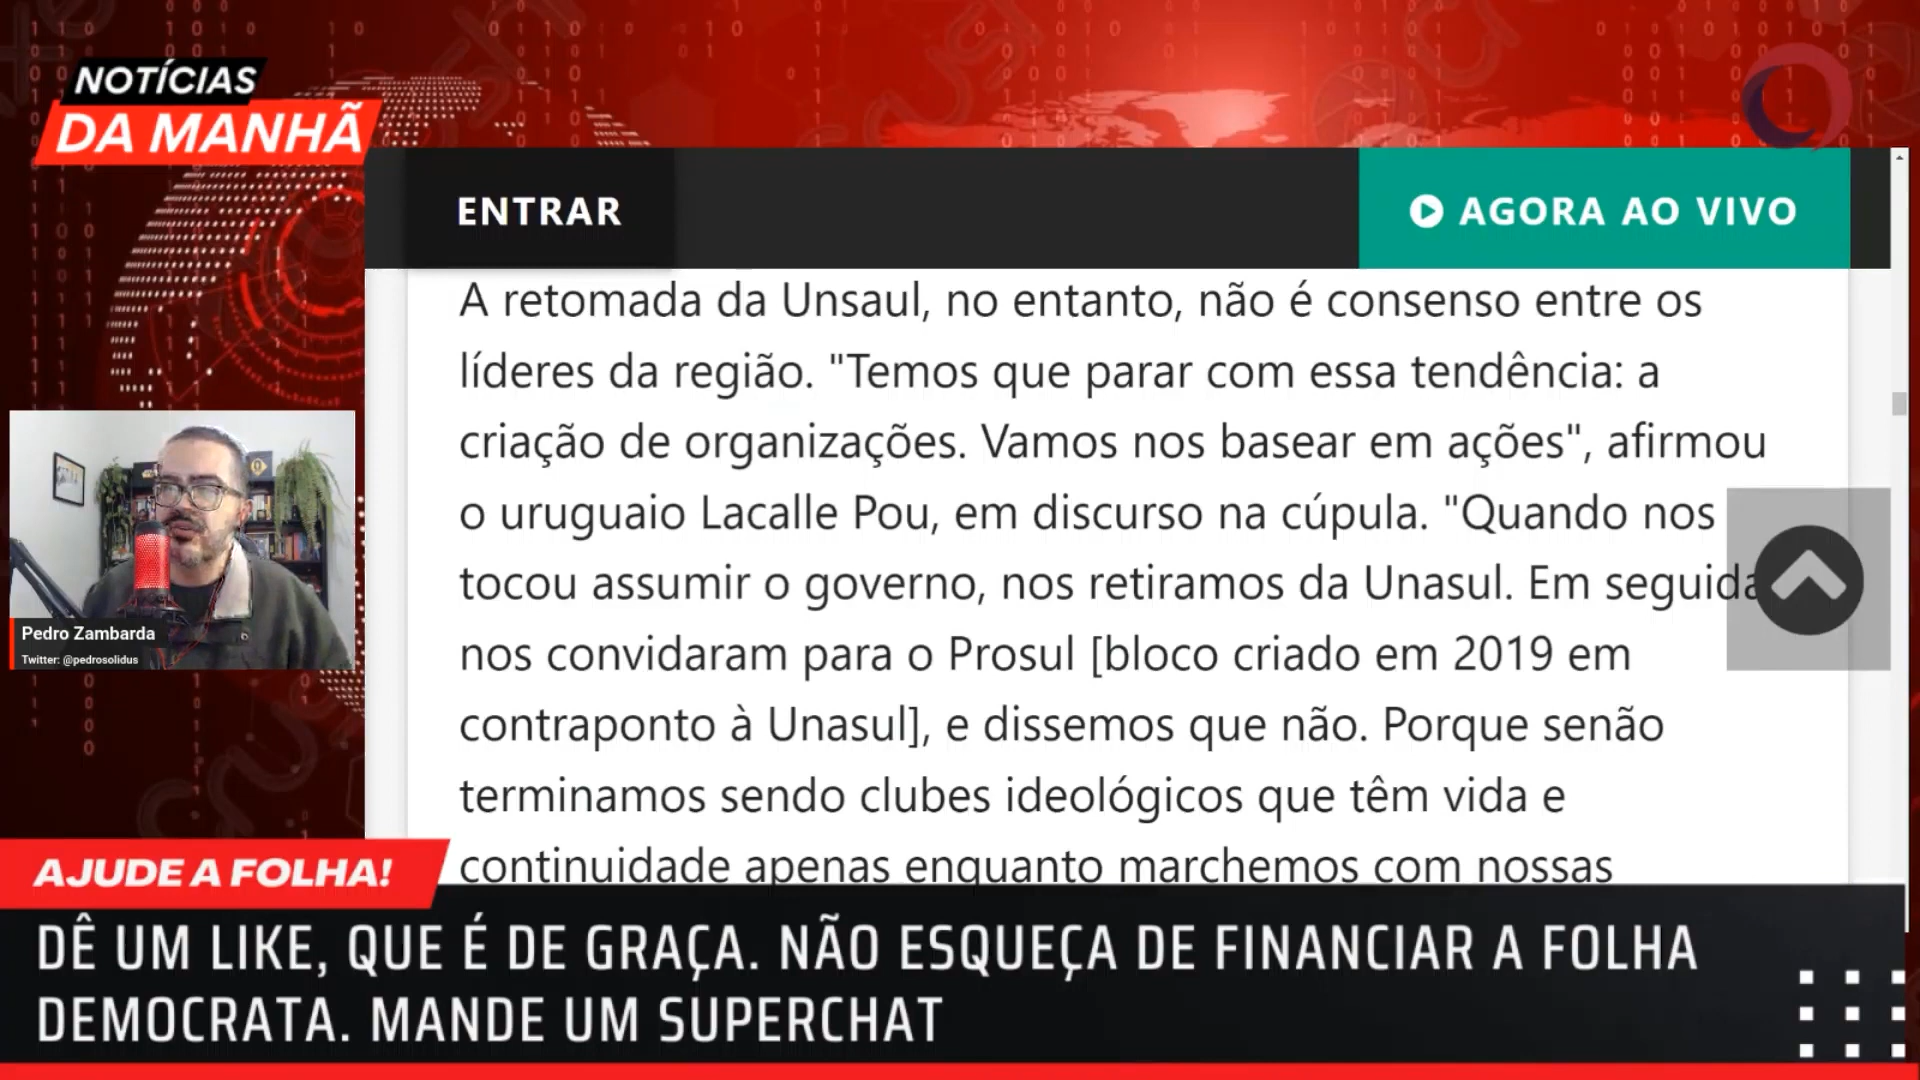 NOTÍCIAS
DA MANHÃ
ENTRAR
AGORA AO VIVO
A retomada da Unsaul, no entanto, não é consenso entre os
líderes da região. "Temos que parar com essa tendência: a
criação de organizações. Vamos nos basear em ações", afirmou
o uruguaio Lacalle Pou, em discurso na cúpula. "Quando nos
tocou assumir o governo, nos retiramos da Unasul. Em seguida
nos convidaram para o Prosul [bloco criado em 2019 em
contraponto à Unasul], e dissemos que não. Porque senão
terminamos sendo clubes ideológicos que têm vida e
continuidade apenas enquanto marchemos com nossas
Pedro Zambarda
Twitter: @pedrosolidus
AJUDE A FOLHA!
DÊ UM LIKE, QUE É DE GRAÇA. NÃO ESQUEÇA DE FINANCIAR A FOLHA
DEMOCRATA. MANDE UM SUPERCHAT